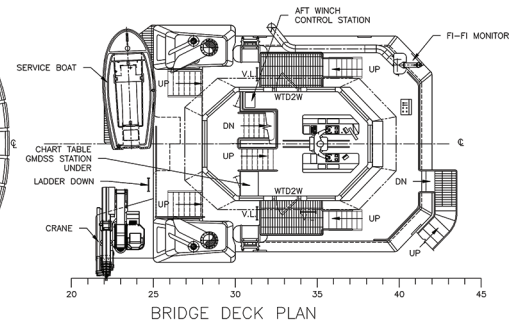 AFT WINCH
CONTROL STATION
FI-FI MONITOR
SERVICE BOAT
V.L.
UP
UP
WTD2W
DN
℄
℄
CHART TABLE
GMDSS STATION
UNDER
UP
LADDER DOWN
DN
WTD2W
UP
V.L.
UP
CRANE
UP
20 25 30 35 40 45
BRIDGE DECK PLAN